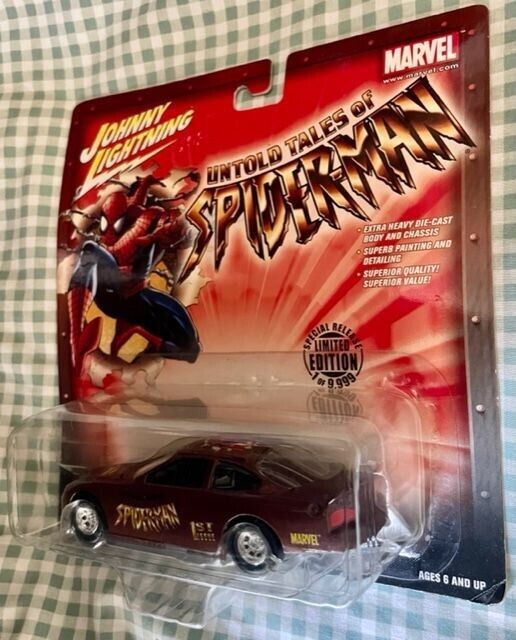 MARVEL
www.marvel.com
JOHNNY
LIGHTNING
UNTOLD TALES OF
SPIDER-MAN
• EXTRA HEAVY DIE-CAST
BODY AND CHASSIS
• SUPERB PAINTING AND
DETAILING
• SUPERIOR QUALITY!
SUPERIOR VALUE!
SPECIAL RELEASE
LIMITED
EDITION
1 OF 9,999
EDITION
SPIDER-MAN
1ST
ISSUE
MARVEL
AGES 6 AND UP